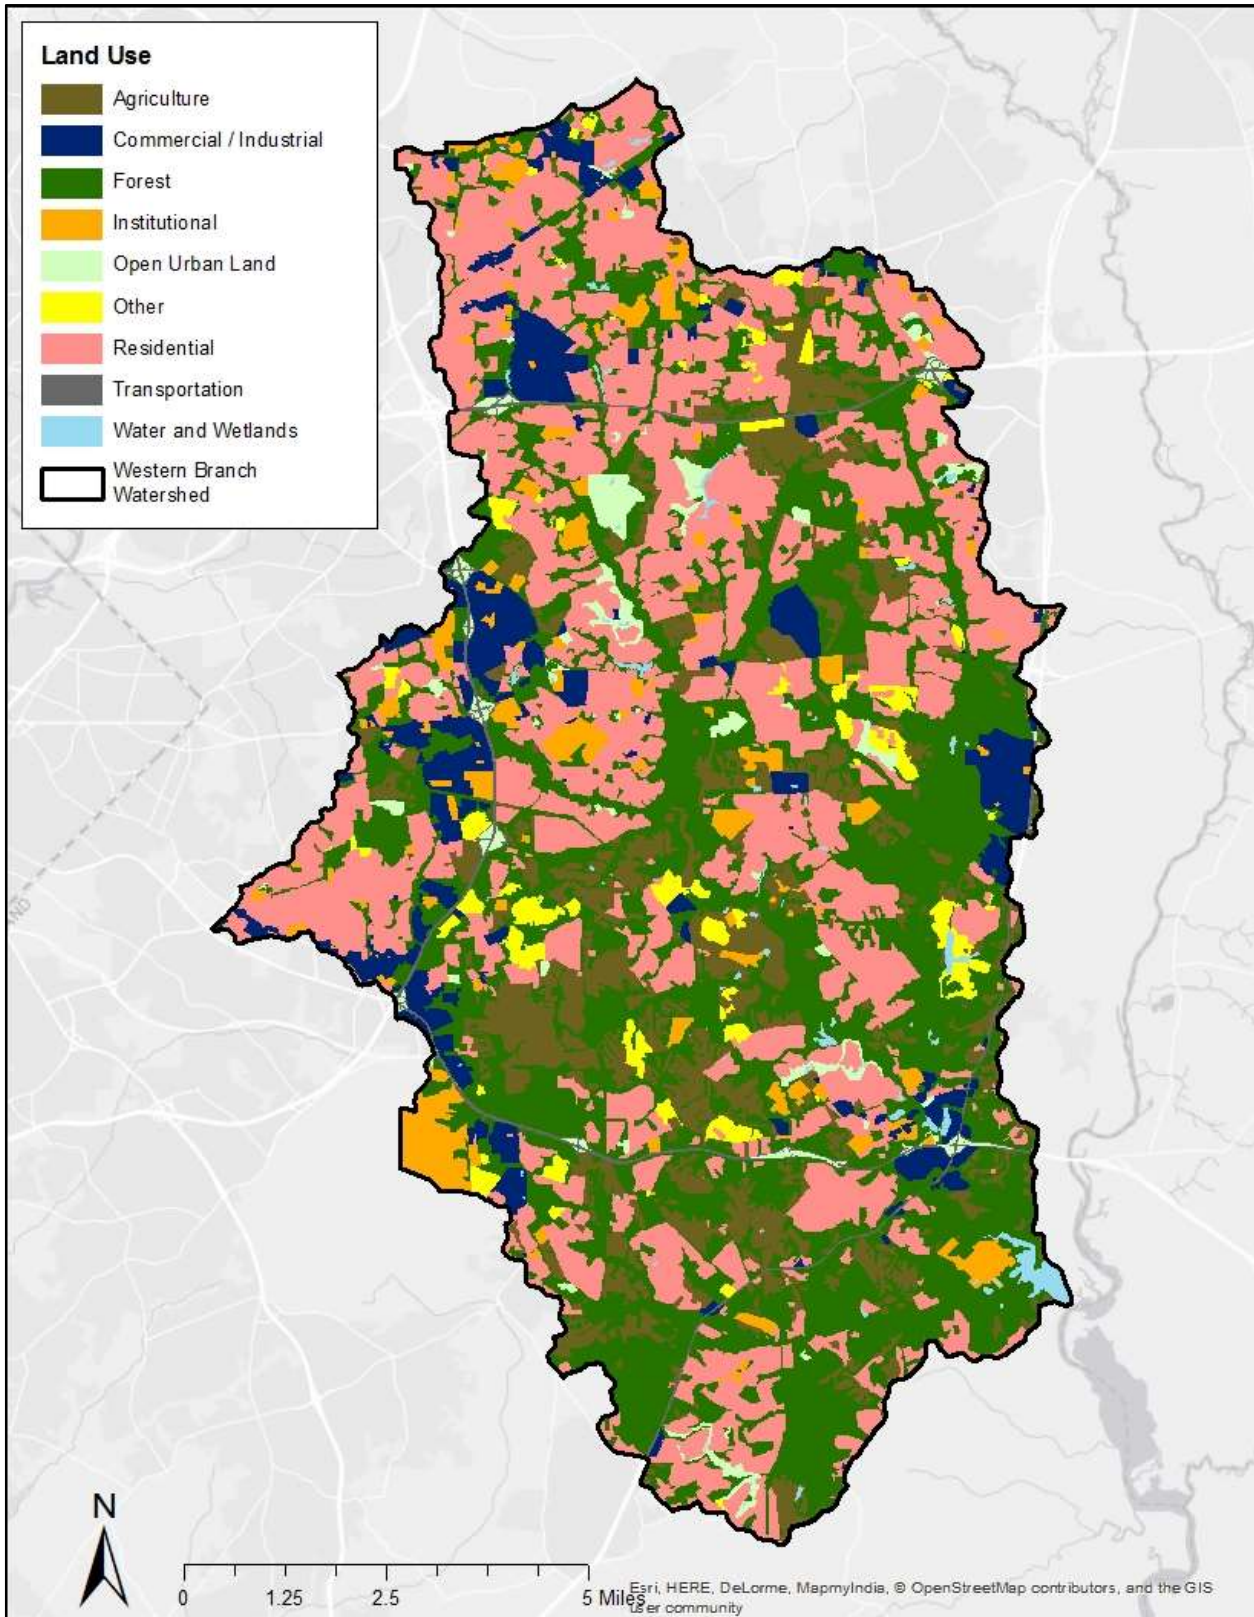 Land Use
Agriculture
Commercial / Industrial
Forest
Institutional
Open Urban Land
Other
Residential
Transportation
Water and Wetlands
Western Branch
Watershed
N
0 1.25 2.5 5 Miles
Esri, HERE, DeLorme, MapmyIndia, © OpenStreetMap contributors, and the GIS
user community